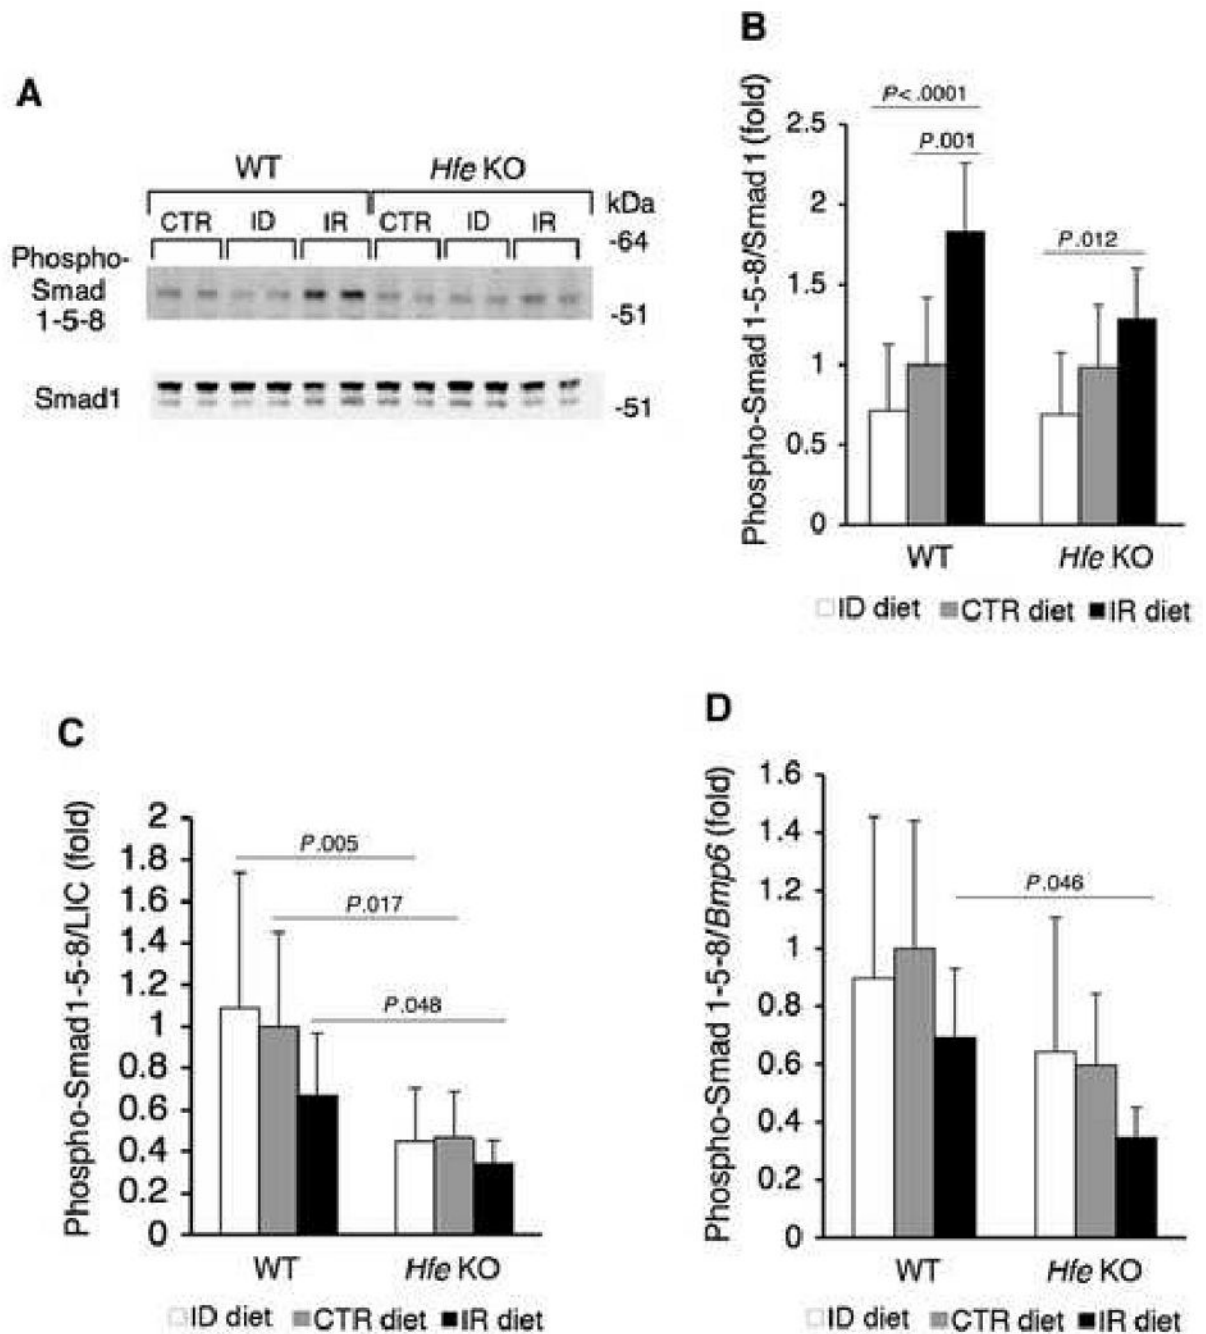 A
WT Hfe KO
CTR ID IR CTR ID IR kDa
-64
Phospho-
Smad
1-5-8
-51
Smad1
-51
B
Phospho-Smad 1-5-8/Smad 1 (fold)
P<.0001
P.001
P.012
2.5
2
1.5
1
0.5
0
WT Hfe KO
ID diet CTR diet IR diet
C
Phospho-Smad1-5-8/LIC (fold)
P.005
P.017
P.048
2
1.8
1.6
1.4
1.2
1
0.8
0.6
0.4
0.2
0
WT Hfe KO
ID diet CTR diet IR diet
D
Phospho-Smad 1-5-8/Bmp6 (fold)
P.046
1.6
1.4
1.2
1
0.8
0.6
0.4
0.2
0
WT Hfe KO
ID diet CTR diet IR diet